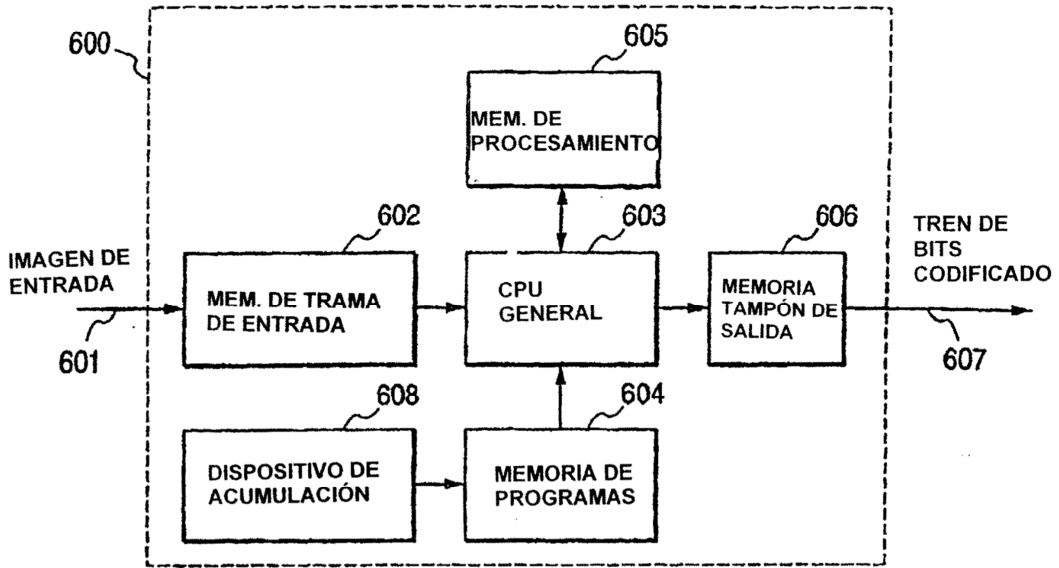 600
605
MEM. DE
PROCESAMIENTO
602
603
606
TREN DE
BITS
CODIFICADO
IMAGEN DE
ENTRADA
MEM. DE TRAMA
DE ENTRADA
CPU
GENERAL
MEMORIA
TAMPÓN DE
SALIDA
601
607
608
604
DISPOSITIVO DE
ACUMULACIÓN
MEMORIA DE
PROGRAMAS